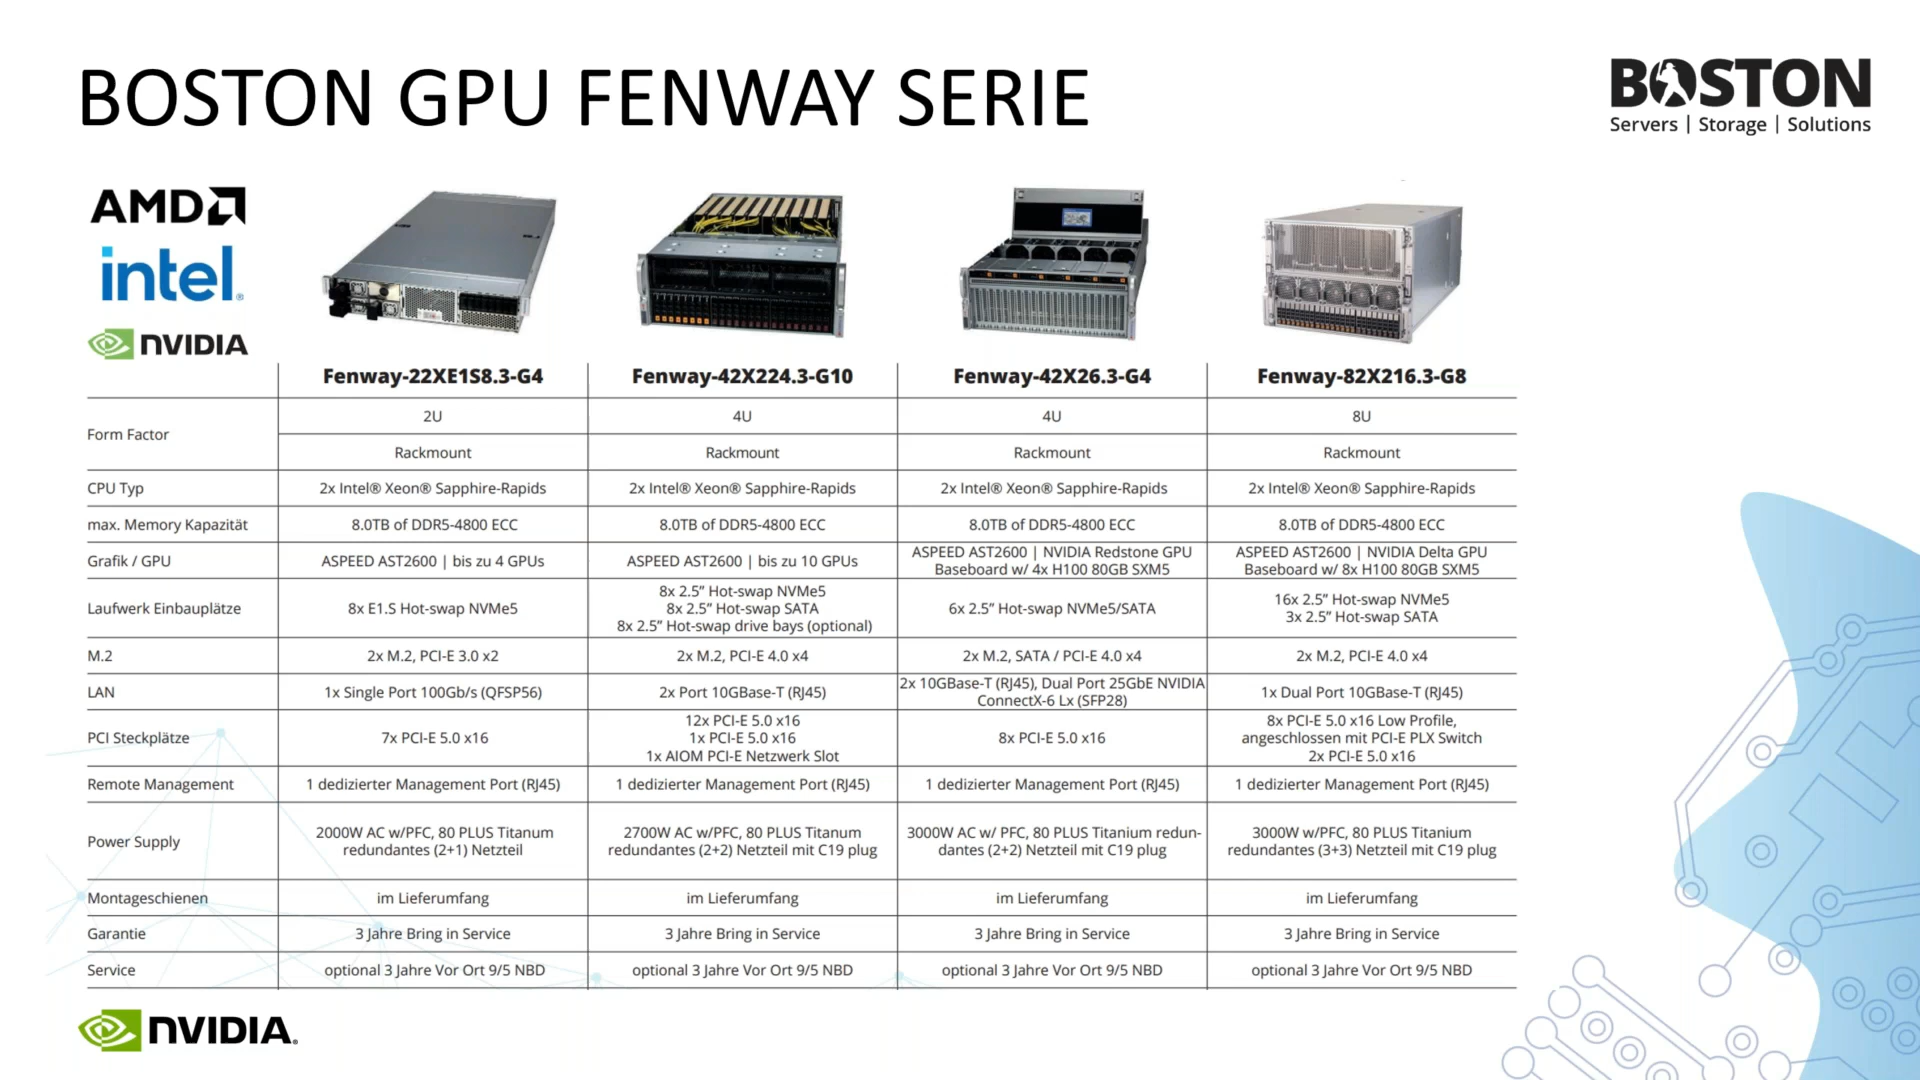 BOSTON GPU FENWAY SERIE
BOSTON
Servers | Storage | Solutions
AMD
intel®
NVIDIA
Fenway-22XE1S8.3-G4 Fenway-42X224.3-G10 Fenway-42X26.3-G4 Fenway-82X216.3-G8
Form Factor
2U 4U 4U 8U
Rackmount Rackmount Rackmount Rackmount
CPU Typ 2x Intel® Xeon® Sapphire-Rapids 2x Intel® Xeon® Sapphire-Rapids 2x Intel® Xeon® Sapphire-Rapids 2x Intel® Xeon® Sapphire-Rapids
max. Memory Kapazität 8.0TB of DDR5-4800 ECC 8.0TB of DDR5-4800 ECC 8.0TB of DDR5-4800 ECC 8.0TB of DDR5-4800 ECC
Grafik / GPU ASPEED AST2600 | bis zu 4 GPUs ASPEED AST2600 | bis zu 10 GPUs
ASPEED AST2600 | NVIDIA Redstone GPU
Baseboard w/ 4x H100 80GB SXM5
ASPEED AST2600 | NVIDIA Delta GPU
Baseboard w/ 8x H100 80GB SXM5
Laufwerk Einbauplätze 8x E1.S Hot-swap NVMe5
8x 2.5” Hot-swap NVMe5
8x 2.5” Hot-swap SATA
8x 2.5” Hot-swap drive bays (optional)
6x 2.5” Hot-swap NVMe5/SATA
16x 2.5” Hot-swap NVMe5
3x 2.5” Hot-swap SATA
M.2 2x M.2, PCI-E 3.0 x2 2x M.2, PCI-E 4.0 x4 2x M.2, SATA / PCI-E 4.0 x4 2x M.2, PCI-E 4.0 x4
LAN 1x Single Port 100Gb/s (QFSP56) 2x Port 10GBase-T (RJ45)
2x 10GBase-T (RJ45), Dual Port 25GbE NVIDIA
ConnectX-6 Lx (SFP28)
1x Dual Port 10GBase-T (RJ45)
PCI Steckplätze 7x PCI-E 5.0 x16
12x PCI-E 5.0 x16
1x PCI-E 5.0 x16
1x AIOM PCI-E Netzwerk Slot
8x PCI-E 5.0 x16
8x PCI-E 5.0 x16 Low Profile,
angeschlossen mit PCI-E PLX Switch
2x PCI-E 5.0 x16
Remote Management 1 dedizierter Management Port (RJ45) 1 dedizierter Management Port (RJ45) 1 dedizierter Management Port (RJ45) 1 dedizierter Management Port (RJ45)
Power Supply
2000W AC w/PFC, 80 PLUS Titanum
redundantes (2+1) Netzteil
2700W AC w/PFC, 80 PLUS Titanum
redundantes (2+2) Netzteil mit C19 plug
3000W AC w/ PFC, 80 PLUS Titanium redun-
dantes (2+2) Netzteil mit C19 plug
3000W w/PFC, 80 PLUS Titanium
redundantes (3+3) Netzteil mit C19 plug
Montageschienen im Lieferumfang im Lieferumfang im Lieferumfang im Lieferumfang
Garantie 3 Jahre Bring in Service 3 Jahre Bring in Service 3 Jahre Bring in Service 3 Jahre Bring in Service
Service optional 3 Jahre Vor Ort 9/5 NBD optional 3 Jahre Vor Ort 9/5 NBD optional 3 Jahre Vor Ort 9/5 NBD optional 3 Jahre Vor Ort 9/5 NBD
NVIDIA.